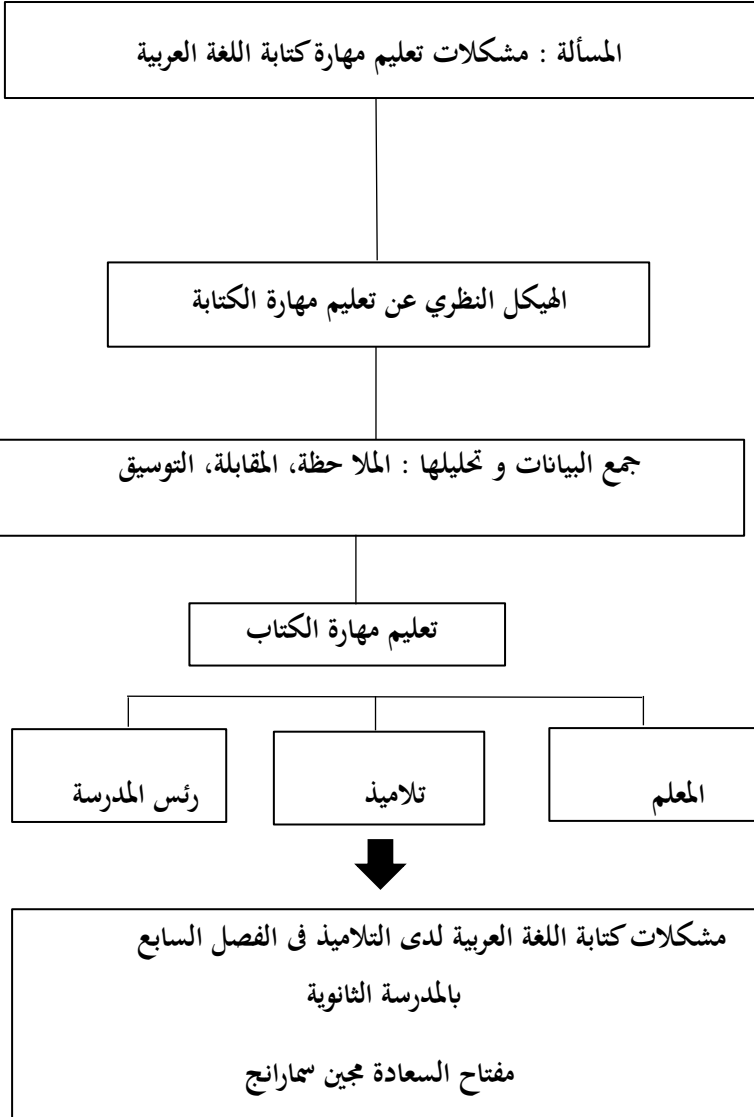 المسألة : مشكلات تعليم مهارة كتابة اللغة العربية
الهيكل النظري عن تعليم مهارة الكتابة
جمع البيانات و تحليلها : الملا حظة، المقابلة، التوسيق
تعليم مهارة الكتاب
المعلم
تلاميذ
رئس المدرسة
مشكلات كتابة اللغة العربية لدى التلاميذ فى الفصل السابع
بالمدرسة الثانوية
مفتاح السعادة مجين سمارانج